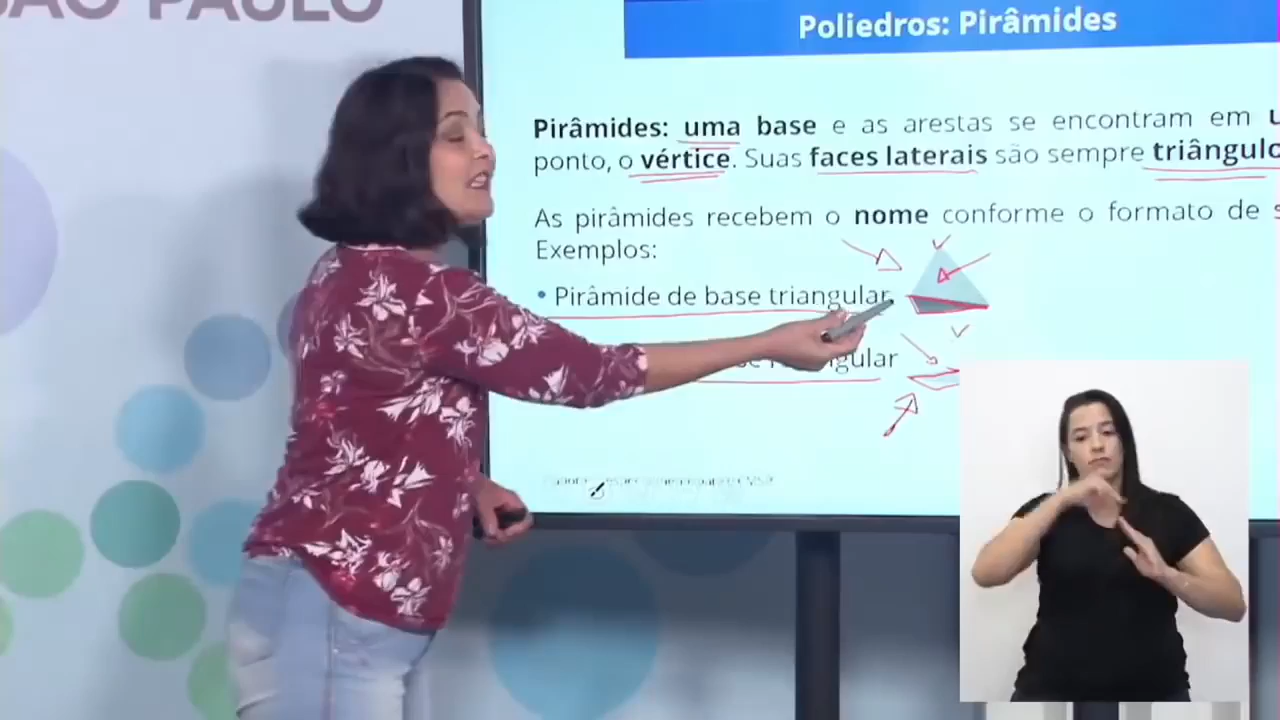 SÃO PAULO
Poliedros: Pirâmides
Pirâmides: uma base e as arestas se encontram em
ponto, o vértice. Suas faces laterais são sempre triângulo
As pirâmides recebem o nome conforme o formato de
Exemplos:
• Pirâmide de base triangular